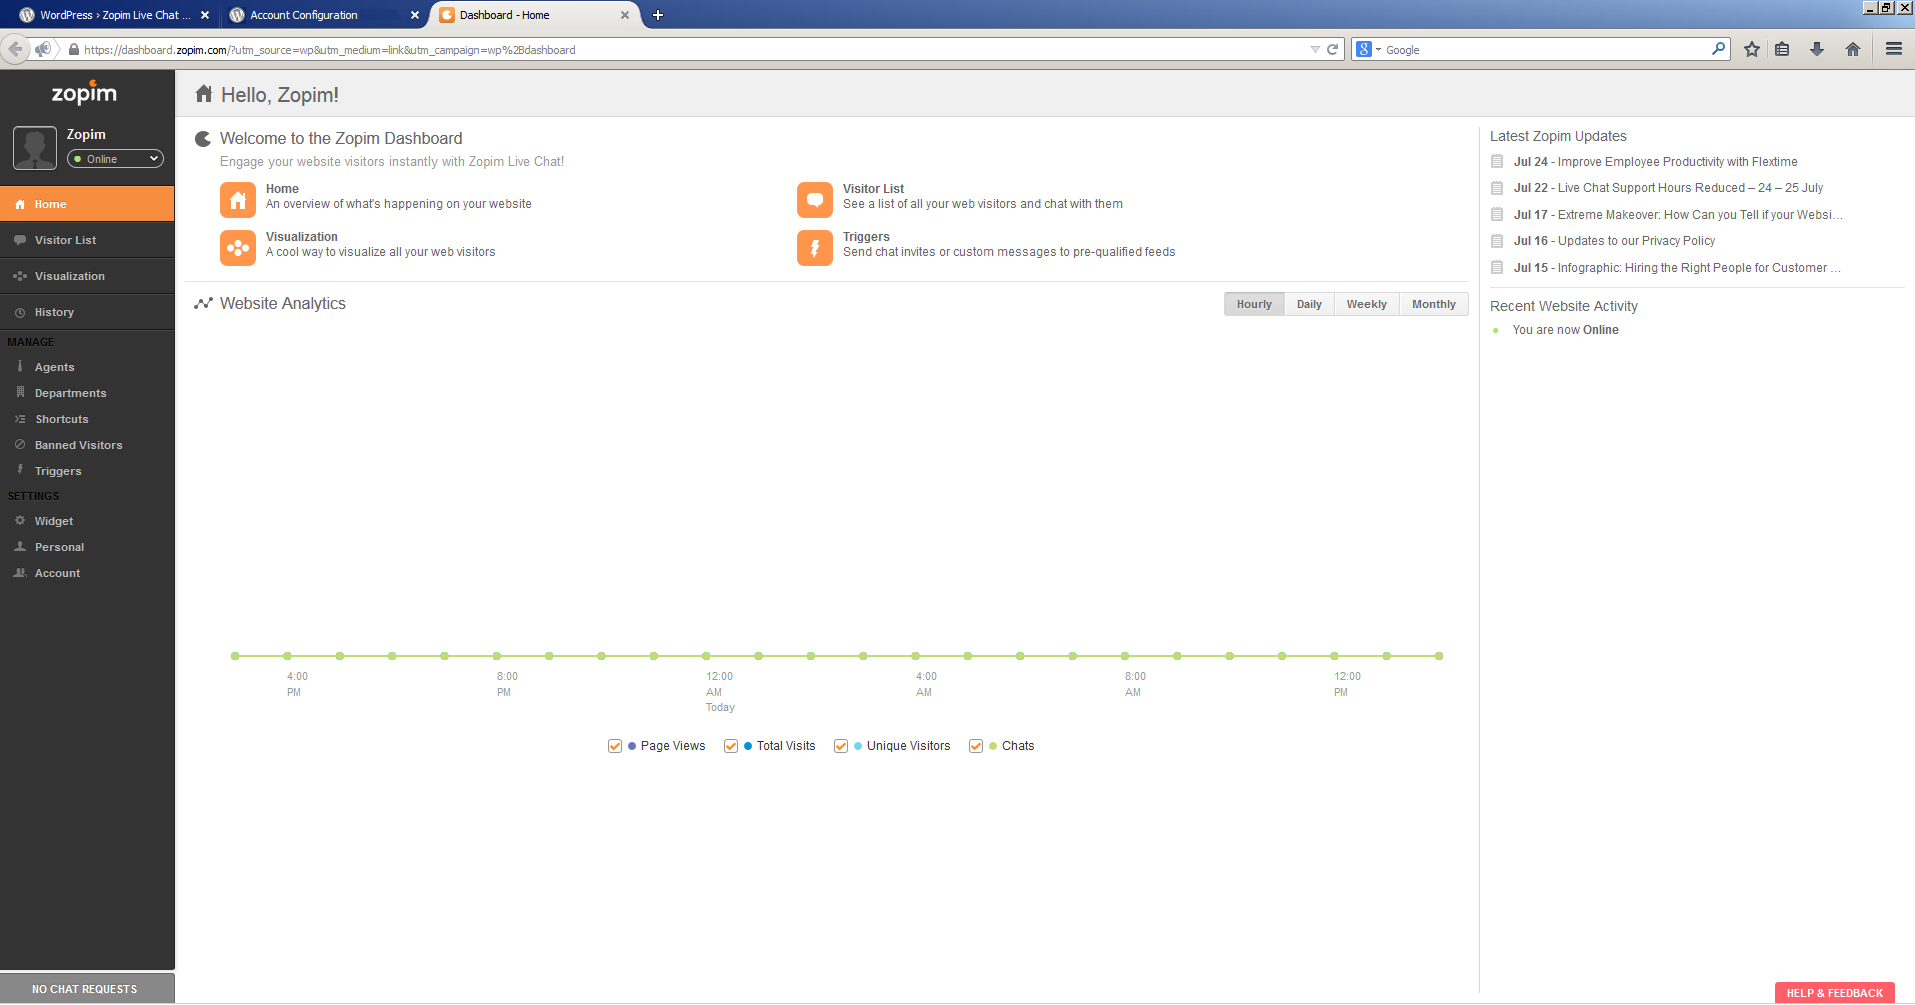 WordPress › Zopim Live Chat ...
Account Configuration
Dashboard - Home
https://dashboard.zopim.com/?utm_source=wp&utm_medium=link&utm_campaign=wp%2Bdashboard
Google
zopim
Zopim
Online
Home
Visitor List
Visualization
History
MANAGE
Agents
Departments
Shortcuts
Banned Visitors
Triggers
SETTINGS
Widget
Personal
Account
NO CHAT REQUESTS
Hello, Zopim!
Welcome to the Zopim Dashboard
Engage your website visitors instantly with Zopim Live Chat!
Home
An overview of what's happening on your website
Visitor List
See a list of all your web visitors and chat with them
Visualization
A cool way to visualize all your web visitors
Triggers
Send chat invites or custom messages to pre-qualified feeds
Website Analytics
Hourly Daily Weekly Monthly
4:00 PM
8:00 PM
12:00 AM Today
4:00 AM
8:00 AM
12:00 PM
Page Views Total Visits Unique Visitors Chats
Latest Zopim Updates
Jul 24 - Improve Employee Productivity with Flextime
Jul 22 - Live Chat Support Hours Reduced – 24 – 25 July
Jul 17 - Extreme Makeover: How Can you Tell if your Websi...
Jul 16 - Updates to our Privacy Policy
Jul 15 - Infographic: Hiring the Right People for Customer ...
Recent Website Activity
You are now Online
HELP & FEEDBACK